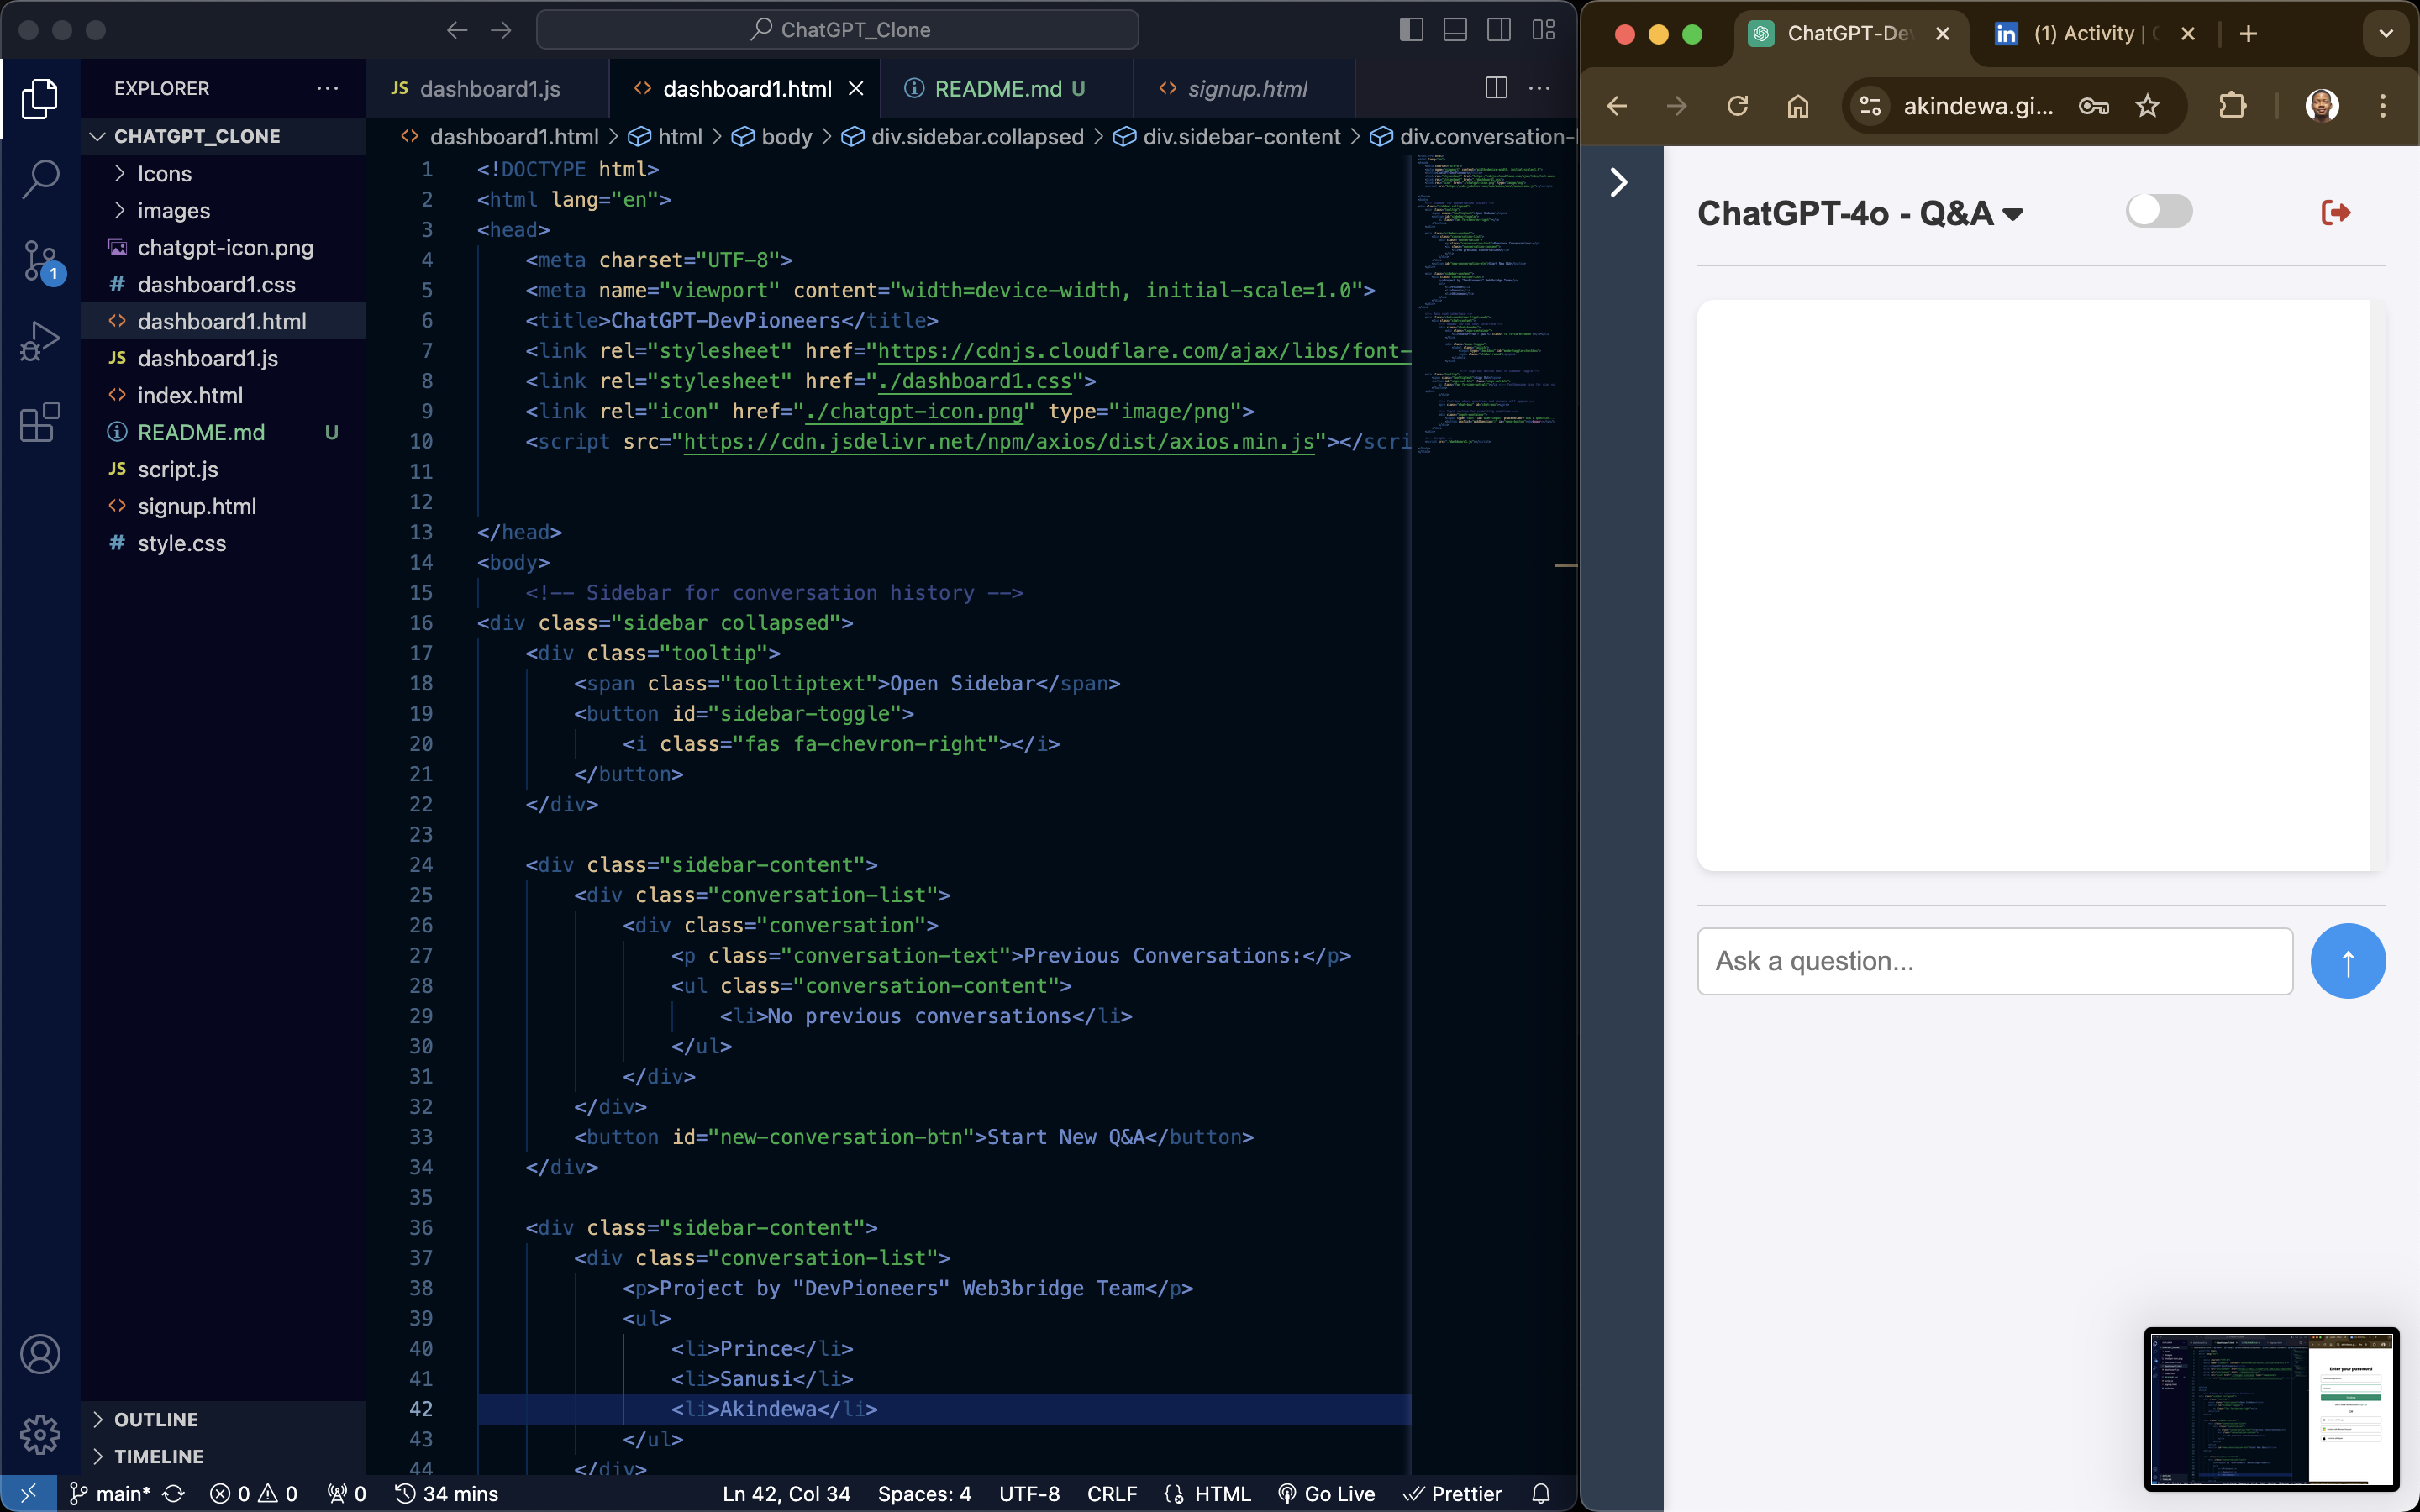 ChatGPT_Clone
EXPLORER
CHATGPT_CLONE
Icons
images
chatgpt-icon.png
# dashboard1.css
<> dashboard1.html
JS dashboard1.js
<> index.html
README.md U
JS script.js
<> signup.html
# style.css
OUTLINE
TIMELINE
1
JS dashboard1.js
<> dashboard1.html
README.md U
<> signup.html
<> dashboard1.html > html > body > div.sidebar.collapsed > div.sidebar-content > div.conversation-
1 <!DOCTYPE html>
2 <html lang="en">
3 <head>
4 <meta charset="UTF-8">
5 <meta name="viewport" content="width=device-width, initial-scale=1.0">
6 <title>ChatGPT-DevPioneers</title>
7 <link rel="stylesheet" href="https://cdnjs.cloudflare.com/ajax/libs/font-
8 <link rel="stylesheet" href="./dashboard1.css">
9 <link rel="icon" href="./chatgpt-icon.png" type="image/png">
10 <script src="https://cdn.jsdelivr.net/npm/axios/dist/axios.min.js"></scri
11
12
13 </head>
14 <body>
15 <!-- Sidebar for conversation history -->
16 <div class="sidebar collapsed">
17 <div class="tooltip">
18 <span class="tooltiptext">Open Sidebar</span>
19 <button id="sidebar-toggle">
20 <i class="fas fa-chevron-right"></i>
21 </button>
22 </div>
23
24 <div class="sidebar-content">
25 <div class="conversation-list">
26 <div class="conversation">
27 <p class="conversation-text">Previous Conversations:</p>
28 <ul class="conversation-content">
29 <li>No previous conversations</li>
30 </ul>
31 </div>
32 </div>
33 <button id="new-conversation-btn">Start New Q&A</button>
34 </div>
35
36 <div class="sidebar-content">
37 <div class="conversation-list">
38 <p>Project by "DevPioneers" Web3bridge Team</p>
39 <ul>
40 <li>Prince</li>
41 <li>Sanusi</li>
42 <li>Akindewa</li>
43 </ul>
44 </div>
main* 0 0 0 34 mins Ln 42, Col 34 Spaces: 4 UTF-8 CRLF HTML Go Live Prettier
ChatGPT-De
in (1) Activity |
akindewa.gi...
ChatGPT-4o - Q&A
Ask a question...
↑
Enter your password